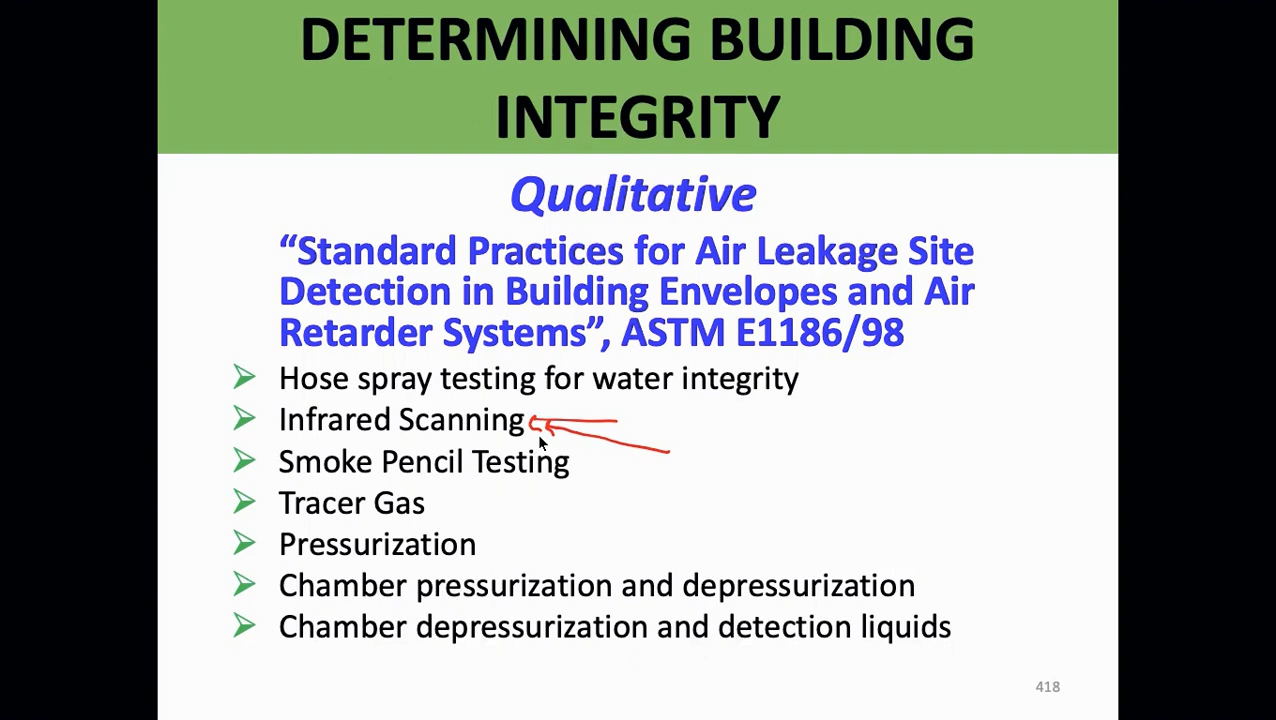 DETERMINING BUILDING
INTEGRITY
Qualitative
“Standard Practices for Air Leakage Site
Detection in Building Envelopes and Air
Retarder Systems”, ASTM E1186/98
Hose spray testing for water integrity
Infrared Scanning
Smoke Pencil Testing
Tracer Gas
Pressurization
Chamber pressurization and depressurization
Chamber depressurization and detection liquids
418